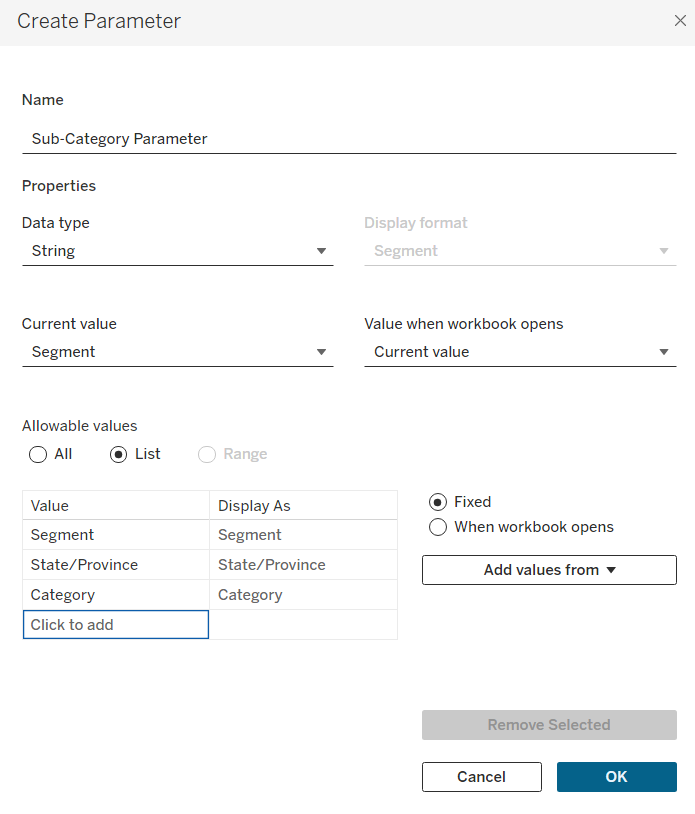 Create Parameter
Name
Sub-Category Parameter
Properties
Data type
Display format
String
Segment
Current value
Value when workbook opens
Segment
Current value
Allowable values
All
List
Range
Value
Display As
Segment
Segment
State/Province
State/Province
Category
Category
Click to add
Fixed
When workbook opens
Add values from
Remove Selected
Cancel
OK